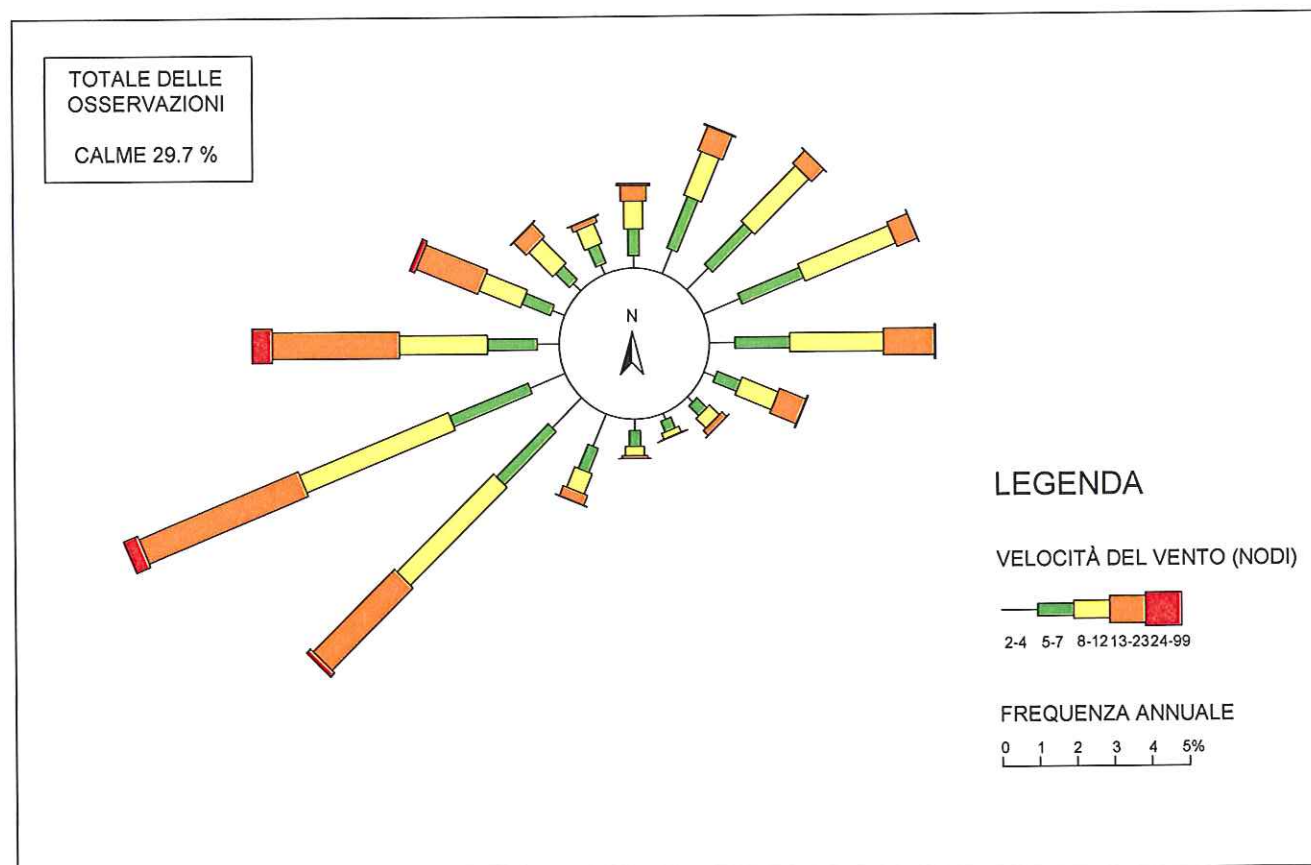 TOTALE DELLE
OSSERVAZIONI
CALME 29.7 %
N
LEGENDA
VELOCITÀ DEL VENTO (NODI)
2-4 5-7 8-12 13-23 24-99
FREQUENZA ANNUALE
0 1 2 3 4 5%